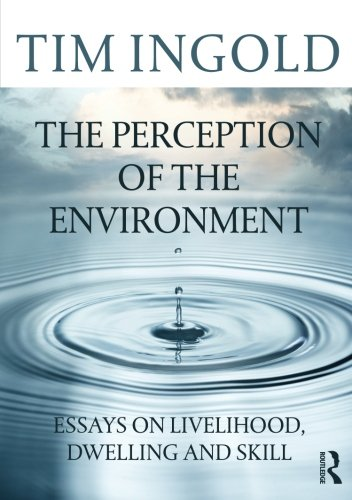 TIM INGOLD
THE PERCEPTION
OF THE
ENVIRONMENT
ESSAYS ON LIVELIHOOD,
DWELLING AND SKILL
ROUTLEDGE